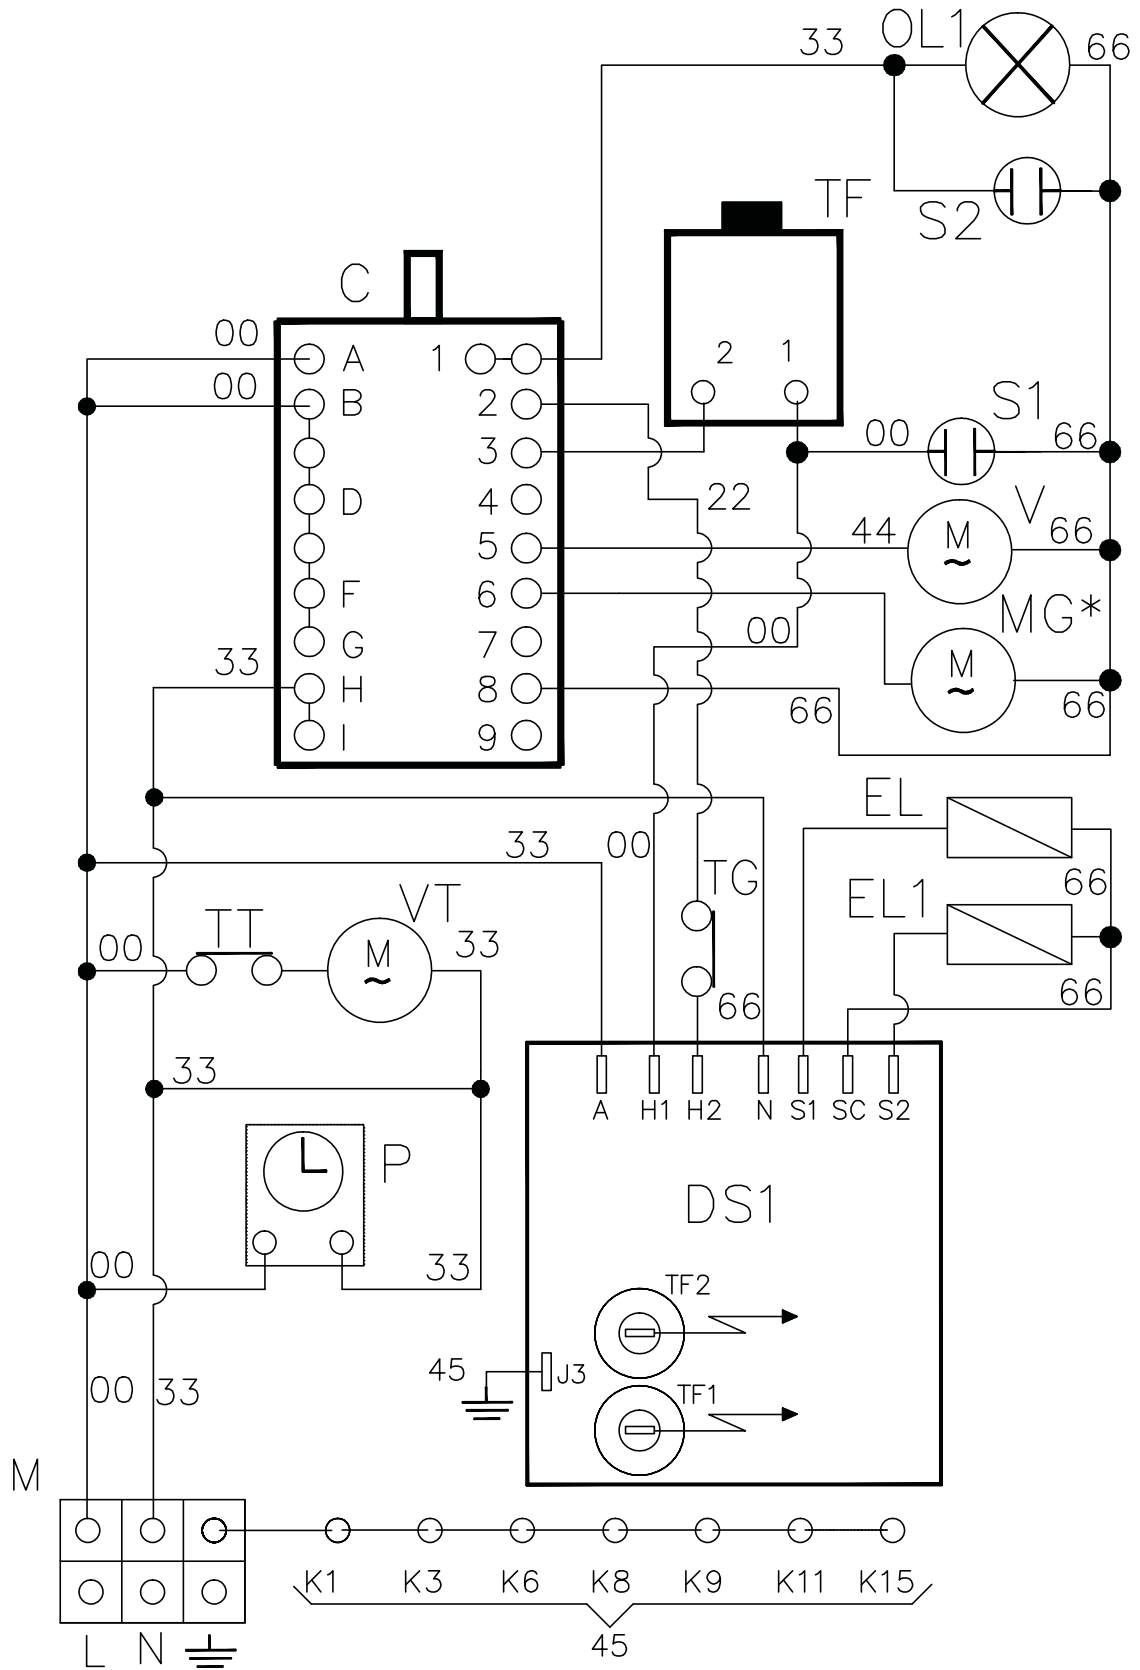 33 OL1 66
TF S2
C
00 A 1
2 1
00 B 2
S1
3 00 66
D 4 22
V
5 44 M 66
F 6 MG*
G 7 00
33 H 8 M
66 66
I 9
EL
33 00 66
TG EL1
VT
TT
00 M 33
66 66
33
A H1 H2 N S1 SC S2
P
DS1
00 33
TF2
45 J3
00 33 TF1
M
K1 K3 K6 K8 K9 K11 K15
L N 45